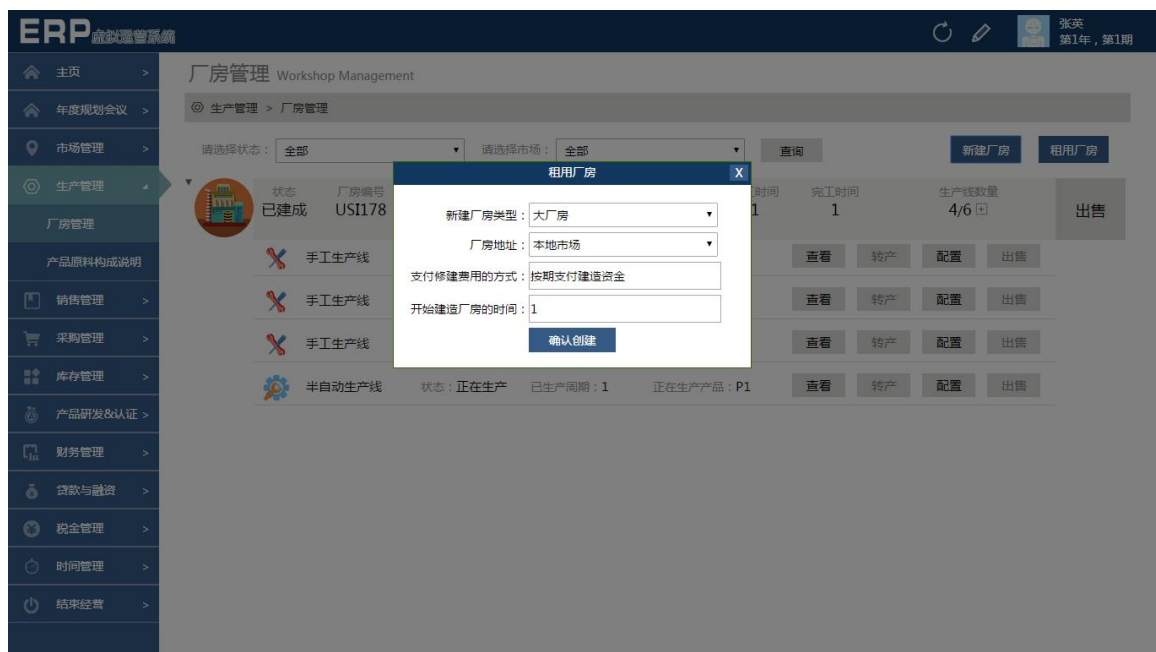 ERP虚拟运营系统
张英
第1年，第1期
主页 >
年度规划会议 >
市场管理 >
生产管理
厂房管理
产品原料构成说明
销售管理 >
采购管理 >
库存管理 >
产品研发&认证 >
财务管理 >
贷款与融资 >
税金管理 >
时间管理 >
结束经营 >
厂房管理 Workshop Management
生产管理 > 厂房管理
请选择状态： 全部 请选择市场： 全部 查询 新建厂房 租用厂房
状态 厂房编号 时间 完工时间 生产线数量
已建成 USI178 1 1 4/6 + 出售
手工生产线 查看 转产 配置 出售
手工生产线 查看 转产 配置 出售
手工生产线 查看 转产 配置 出售
半自动生产线 状态：正在生产 已生产周期：1 正在生产产品：P1 查看 转产 配置 出售
租用厂房 X
新建厂房类型： 大厂房
厂房地址： 本地市场
支付修建费用的方式： 按期支付建造资金
开始建造厂房的时间： 1
确认创建